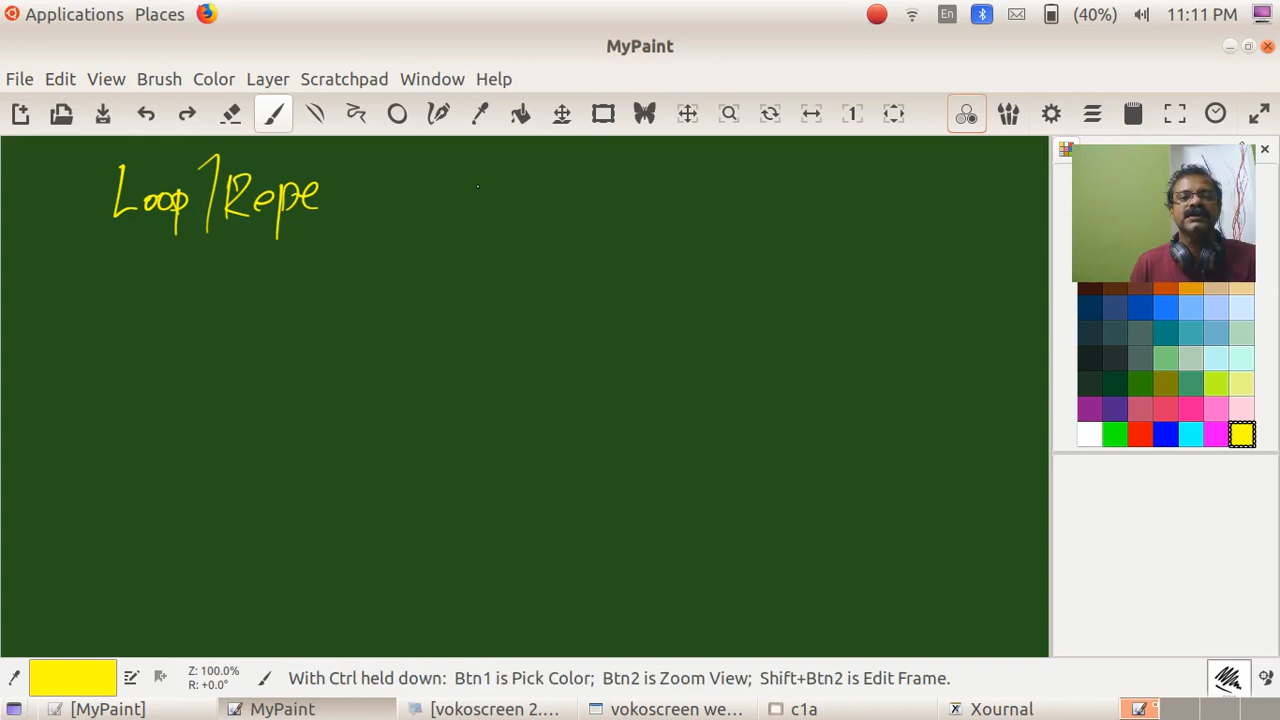 Applications Places En (40%) 11:11 PM
MyPaint
File Edit View Brush Color Layer Scratchpad Window Help
1
Loop/Repe
Z: 100.0%
R: +0.0°
With Ctrl held down: Btn1 is Pick Color; Btn2 is Zoom View; Shift+Btn2 is Edit Frame.
[MyPaint] MyPaint [vokoscreen 2.... vokoscreen we... c1a Xournal